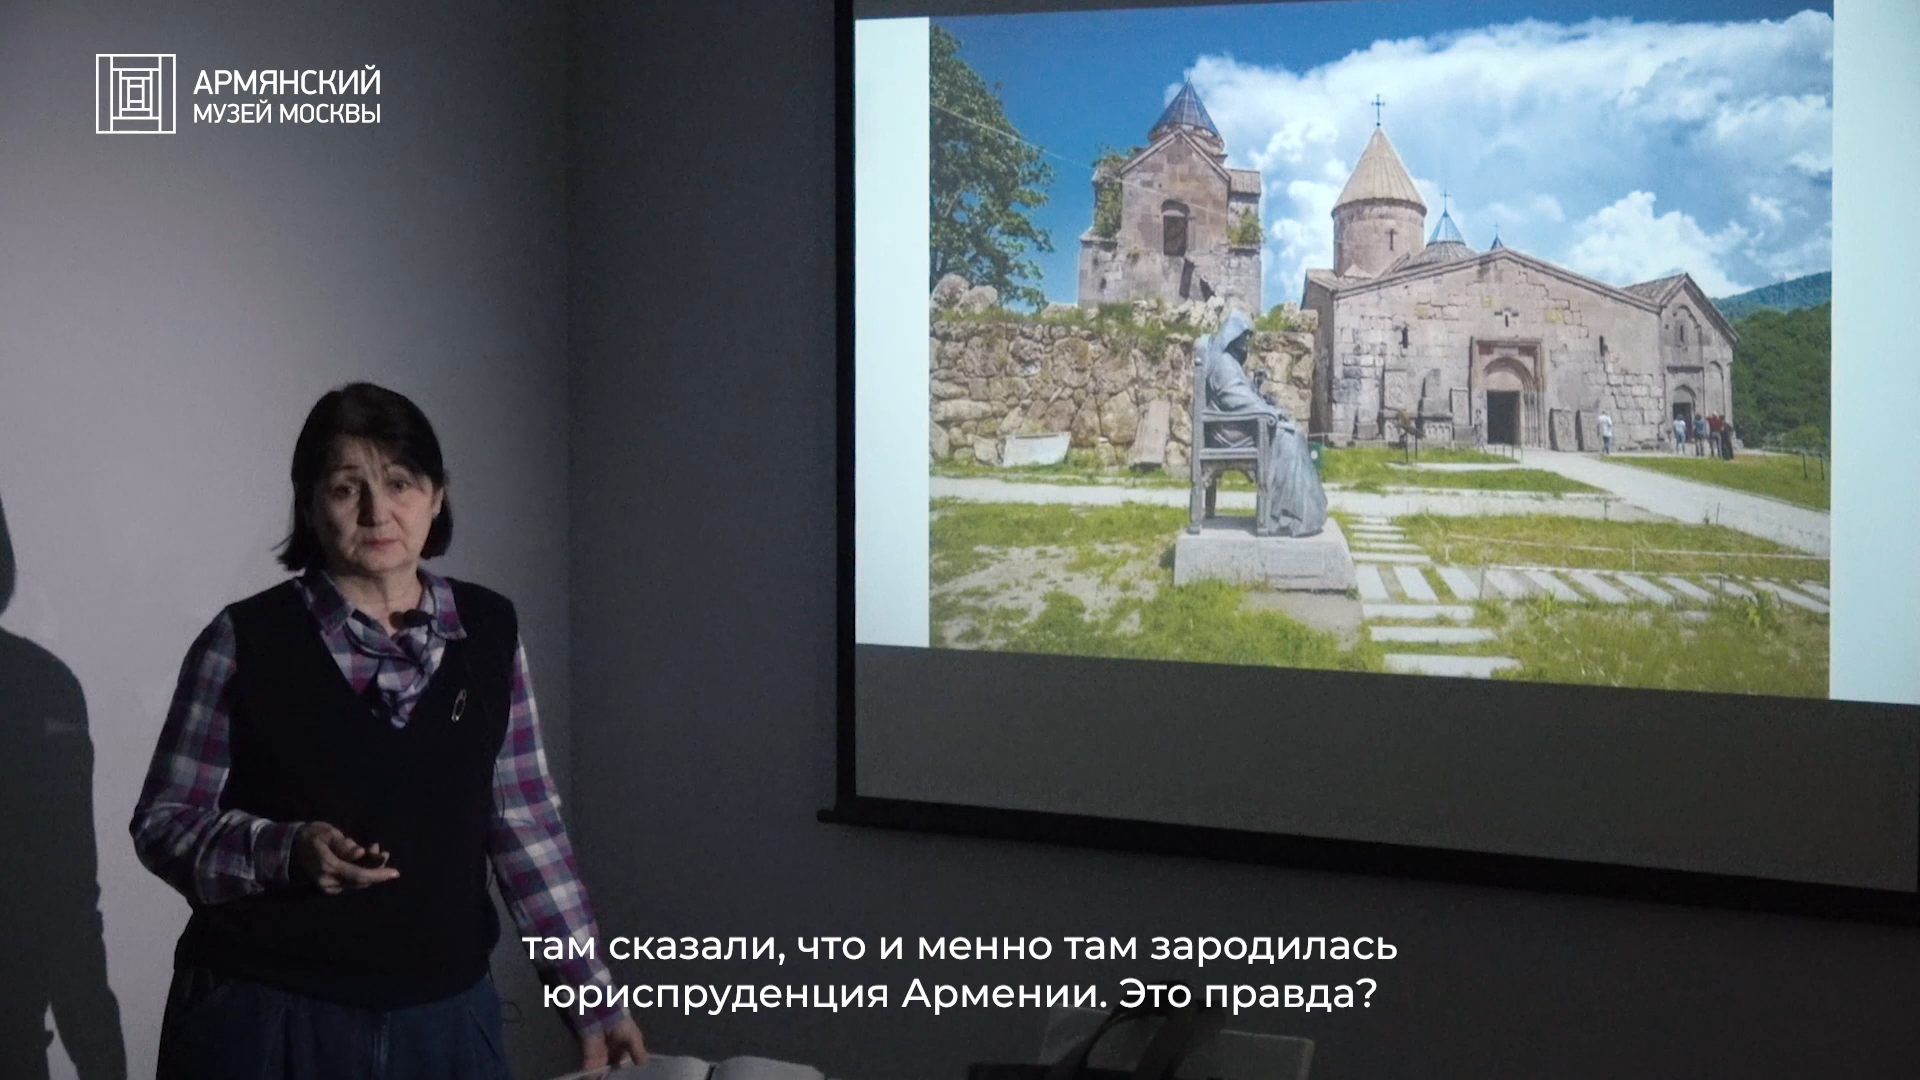 АРМЯНСКИЙ
МУЗЕЙ МОСКВЫ
там сказали, что и менно там зародилась
юриспруденция Армении. Это правда?